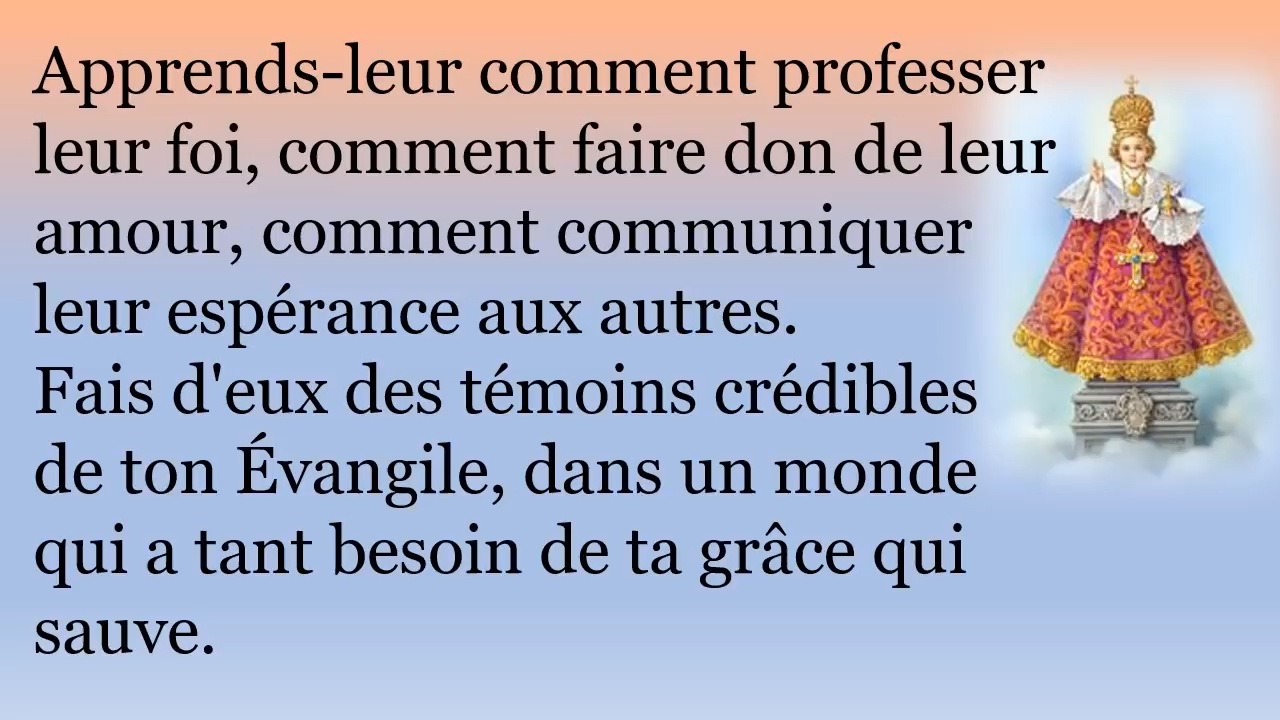 Apprends-leur comment professer
leur foi, comment faire don de leur
amour, comment communiquer
leur espérance aux autres.
Fais d'eux des témoins crédibles
de ton Évangile, dans un monde
qui a tant besoin de ta grâce qui
sauve.